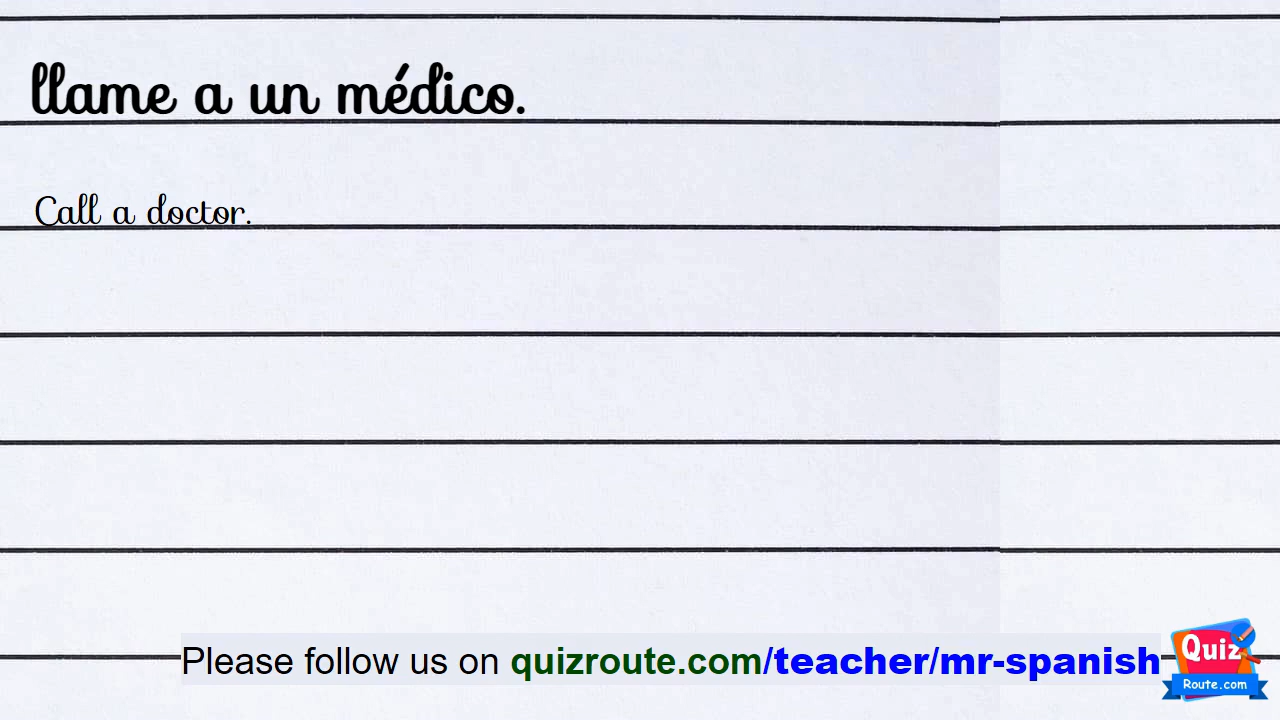 llame a un médico.
Call a doctor.
Please follow us on quizroute.com/teacher/mr-spanish
Quiz
Route.com